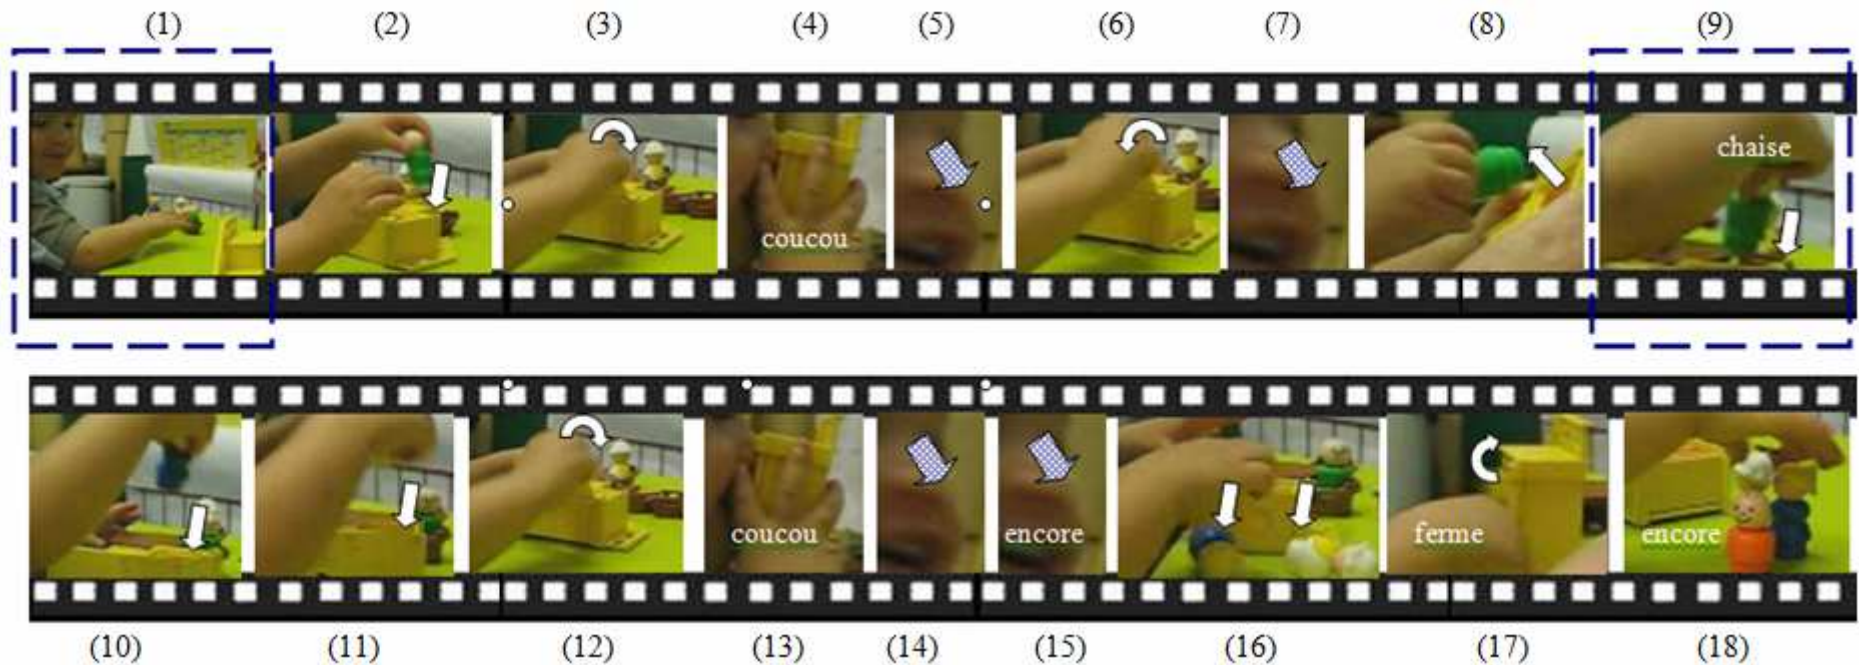 (1) (2) (3) (4) (5) (6) (7) (8) (9)
chaise
coucou
coucou
encore
ferme
encore
(10) (11) (12) (13) (14) (15) (16) (17) (18)